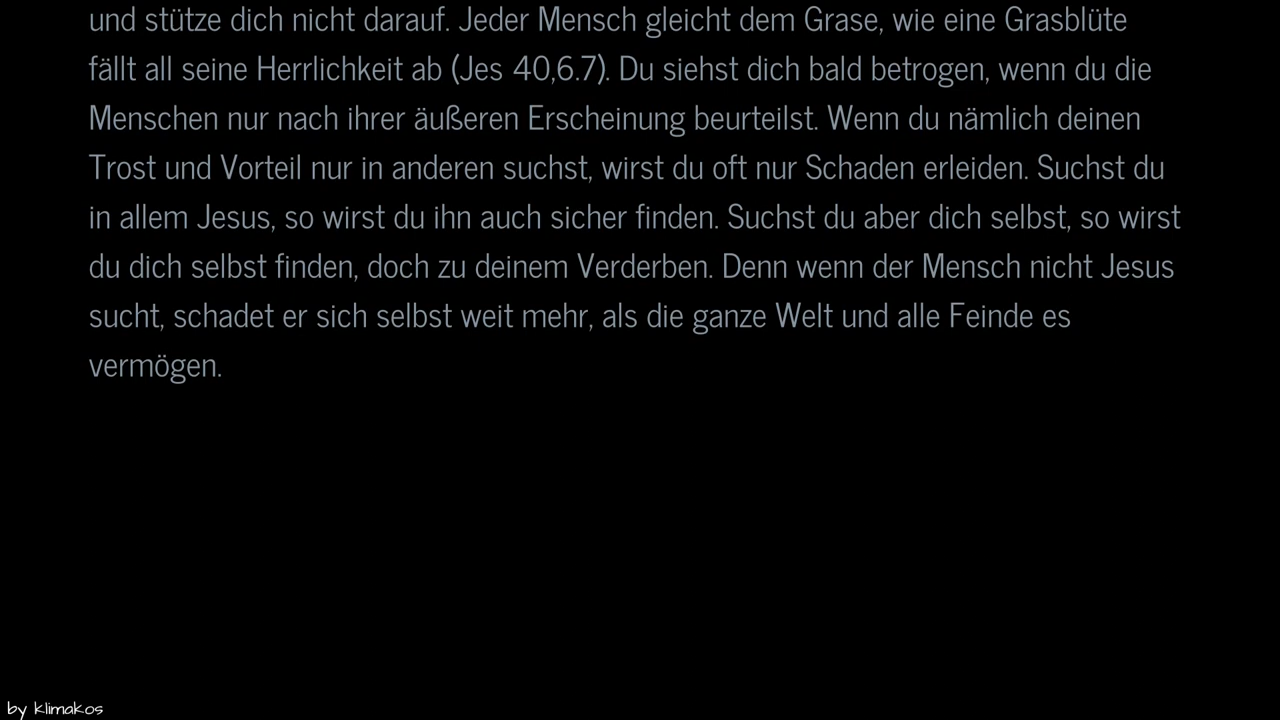 und stütze dich nicht darauf. Jeder Mensch gleicht dem Grase, wie eine Grasblüte
fällt all seine Herrlichkeit ab (Jes 40,6.7). Du siehst dich bald betrogen, wenn du die
Menschen nur nach ihrer äußeren Erscheinung beurteilst. Wenn du nämlich deinen
Trost und Vorteil nur in anderen suchst, wirst du oft nur Schaden erleiden. Suchst du
in allem Jesus, so wirst du ihn auch sicher finden. Suchst du aber dich selbst, so wirst
du dich selbst finden, doch zu deinem Verderben. Denn wenn der Mensch nicht Jesus
sucht, schadet er sich selbst weit mehr, als die ganze Welt und alle Feinde es
vermögen.
by klimakos